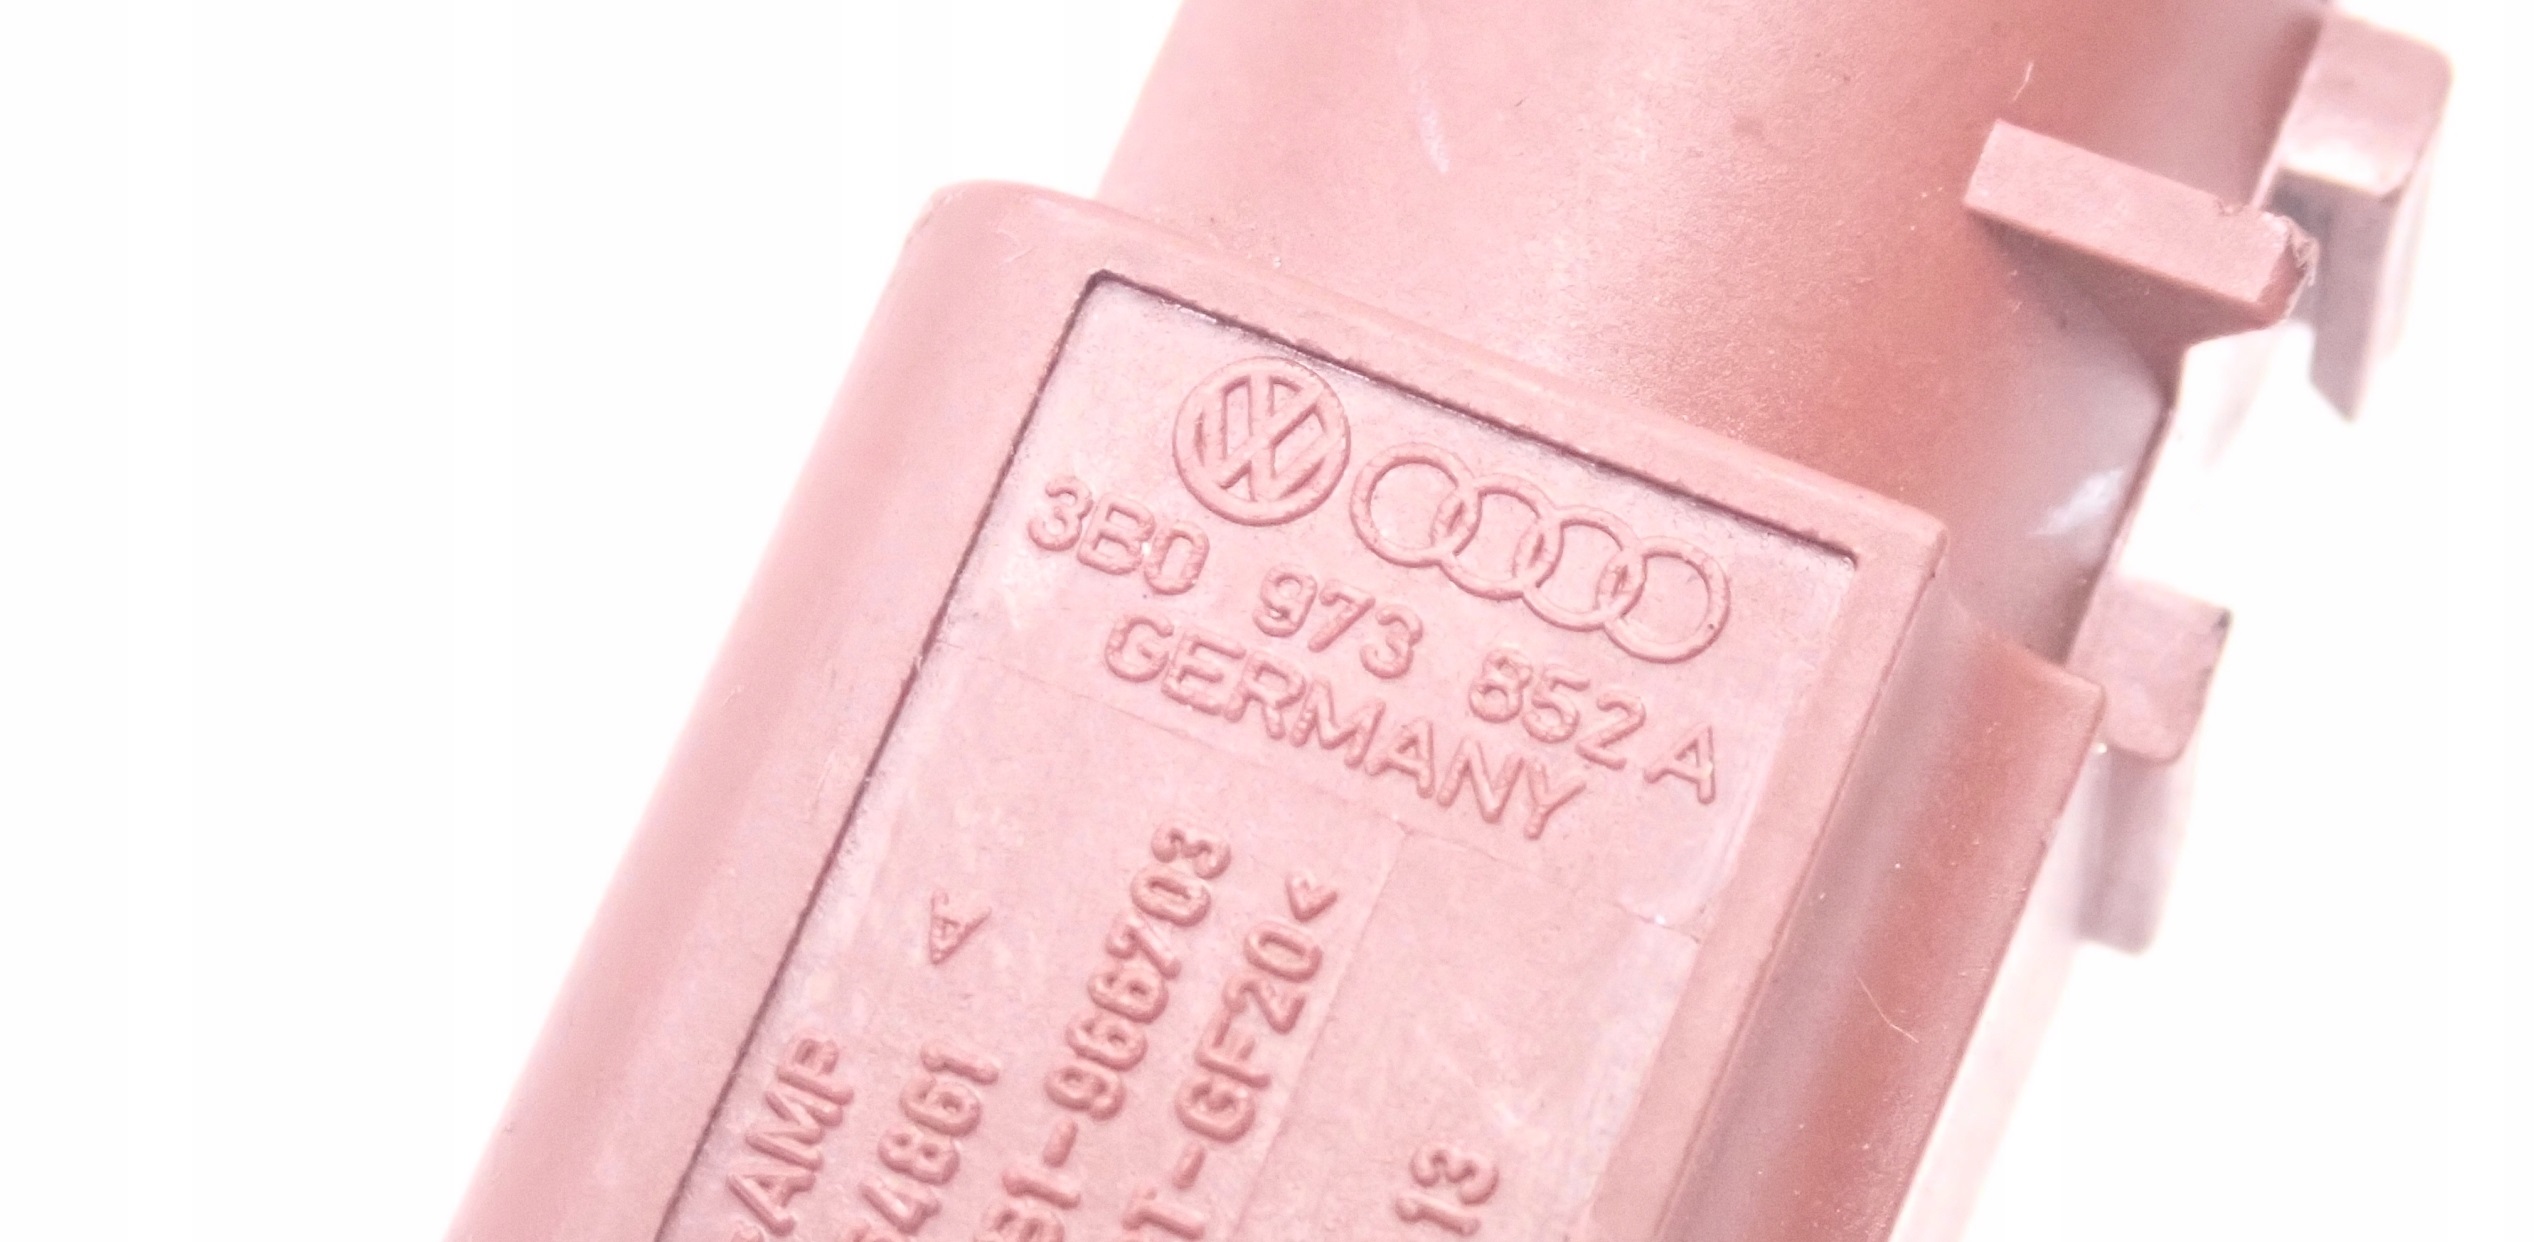 3B0 973 852 A
GERMANY
A
AMP
4861
-966703
T-GF20<
13